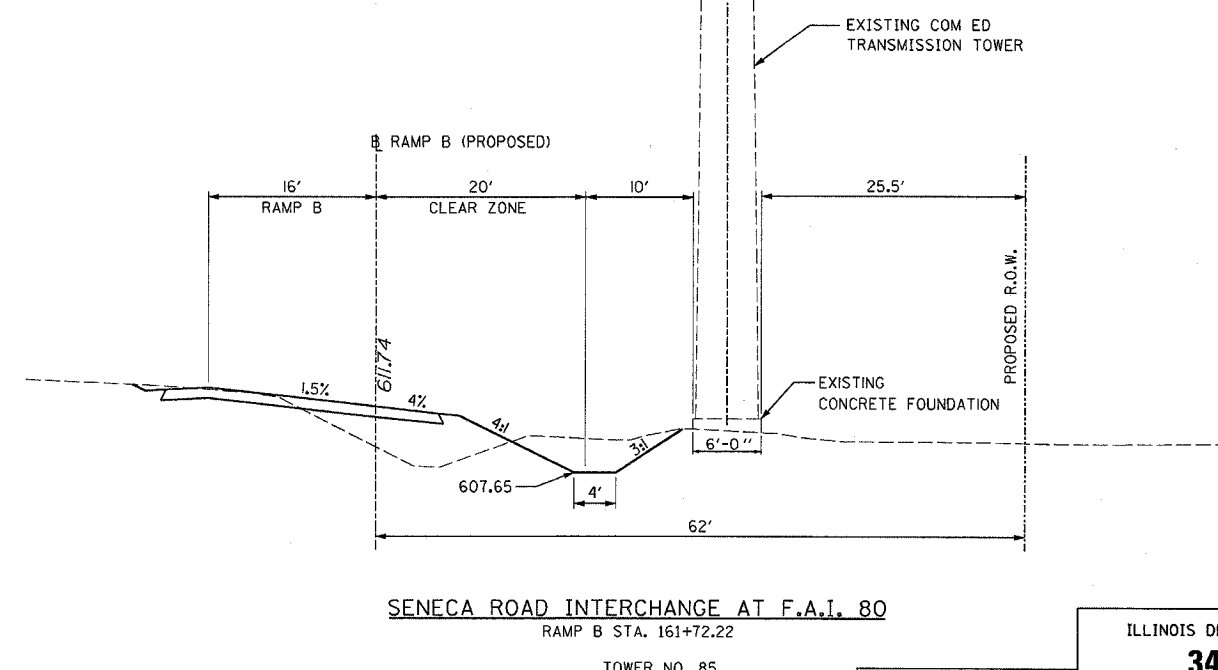 EXISTING COM ED
TRANSMISSION TOWER
℄ RAMP B (PROPOSED)
16'
20'
10'
25.5'
RAMP B
CLEAR ZONE
PROPOSED R.O.W.
611.74
1.5%
4%
EXISTING
CONCRETE FOUNDATION
4:1
3:1
6'-0"
607.65
4'
62'
SENECA ROAD INTERCHANGE AT F.A.I. 80
RAMP B STA. 161+72.22
TOWER NO. 85
ILLINOIS D
34